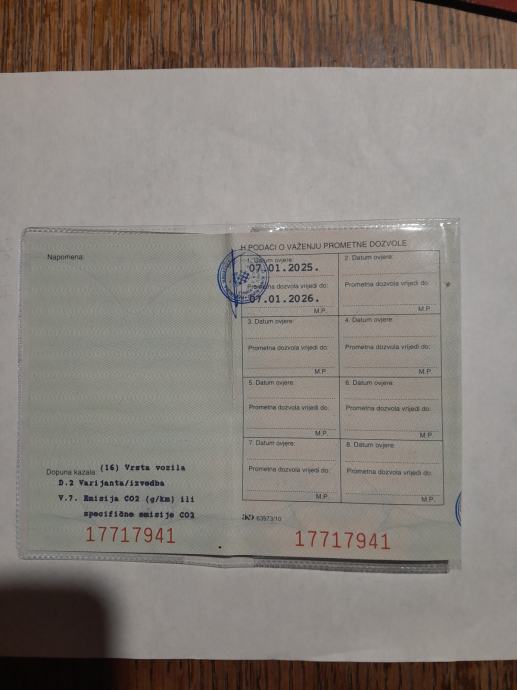 Napomena:
Dopuna kazala: (16) Vrsta vozila
D.2 Varijanta/izvedba
V.7. Emisija CO2 (g/km) ili
specifične emisije CO2
17717941
H PODACI O VAŽENJU PROMETNE DOZVOLE
1. Datum ovjere:
07.01.2025.
Prometna dozvola vrijedi do:
07.01.2026.
M.P.
2. Datum ovjere:
Prometna dozvola vrijedi do:
M.P.
3. Datum ovjere:
Prometna dozvola vrijedi do:
M.P.
4. Datum ovjere:
Prometna dozvola vrijedi do:
M.P.
5. Datum ovjere:
Prometna dozvola vrijedi do:
M.P.
6. Datum ovjere:
Prometna dozvola vrijedi do:
M.P.
7. Datum ovjere:
Prometna dozvola vrijedi do:
M.P.
8. Datum ovjere:
Prometna dozvola vrijedi do:
M.P.
63973/10
17717941